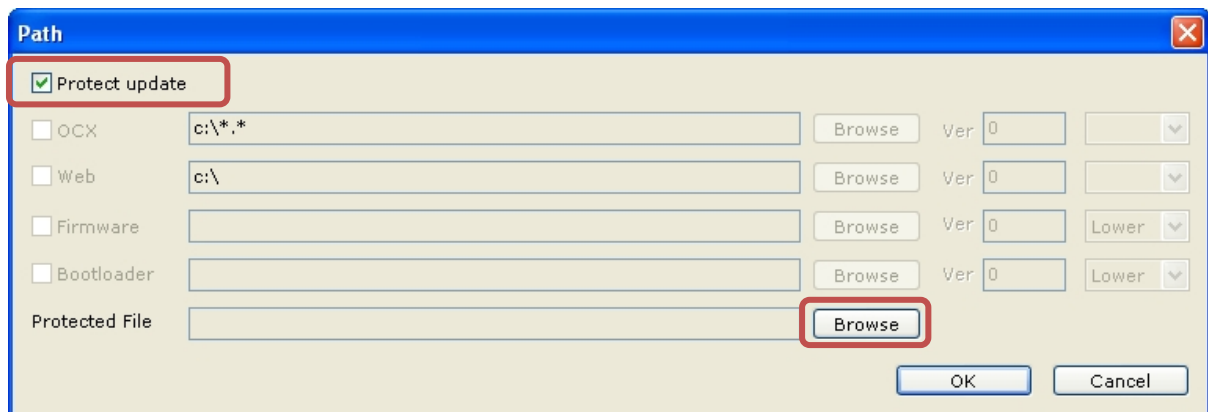 Path
Protect update
OCX c:\*.* Browse Ver 0
Web c:\ Browse Ver 0
Firmware Browse Ver 0 Lower
Bootloader Browse Ver 0 Lower
Protected File Browse
OK Cancel